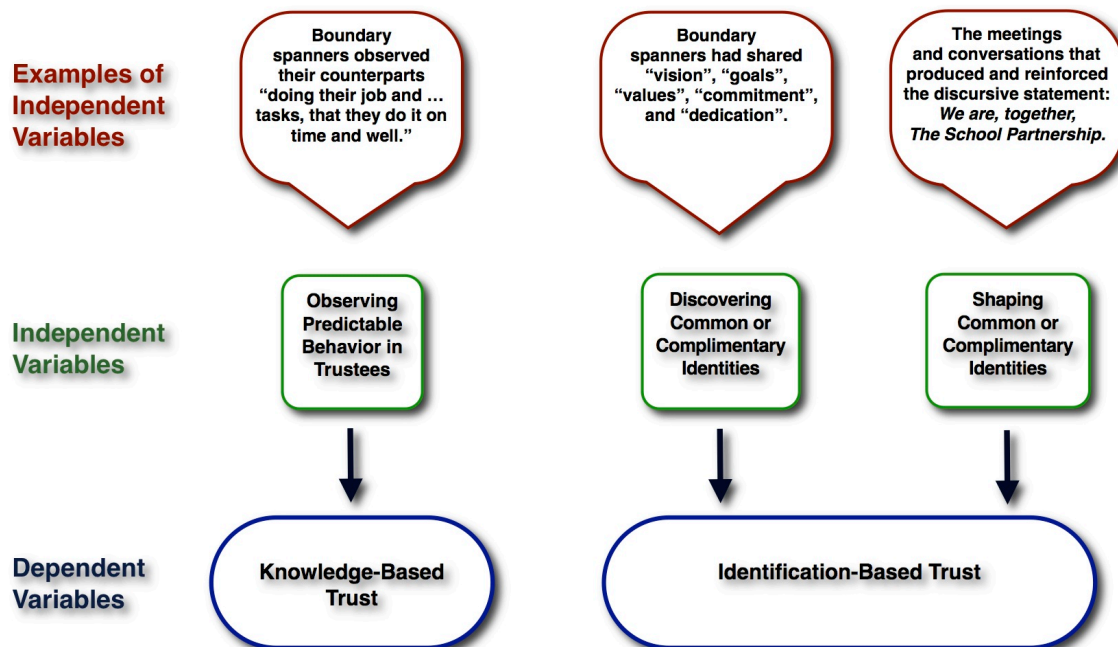 Examples of
Independent
Variables
Boundary
spanners observed
their counterparts
“doing their job and ...
tasks, that they do it on
time and well.”
Boundary
spanners had shared
“vision”, “goals”,
“values”, “commitment”,
and “dedication”.
The meetings
and conversations that
produced and reinforced
the discursive statement:
We are, together,
The School Partnership.
Independent
Variables
Observing
Predictable
Behavior in
Trustees
Discovering
Common or
Complimentary
Identities
Shaping
Common or
Complimentary
Identities
Dependent
Variables
Knowledge-Based
Trust
Identification-Based Trust